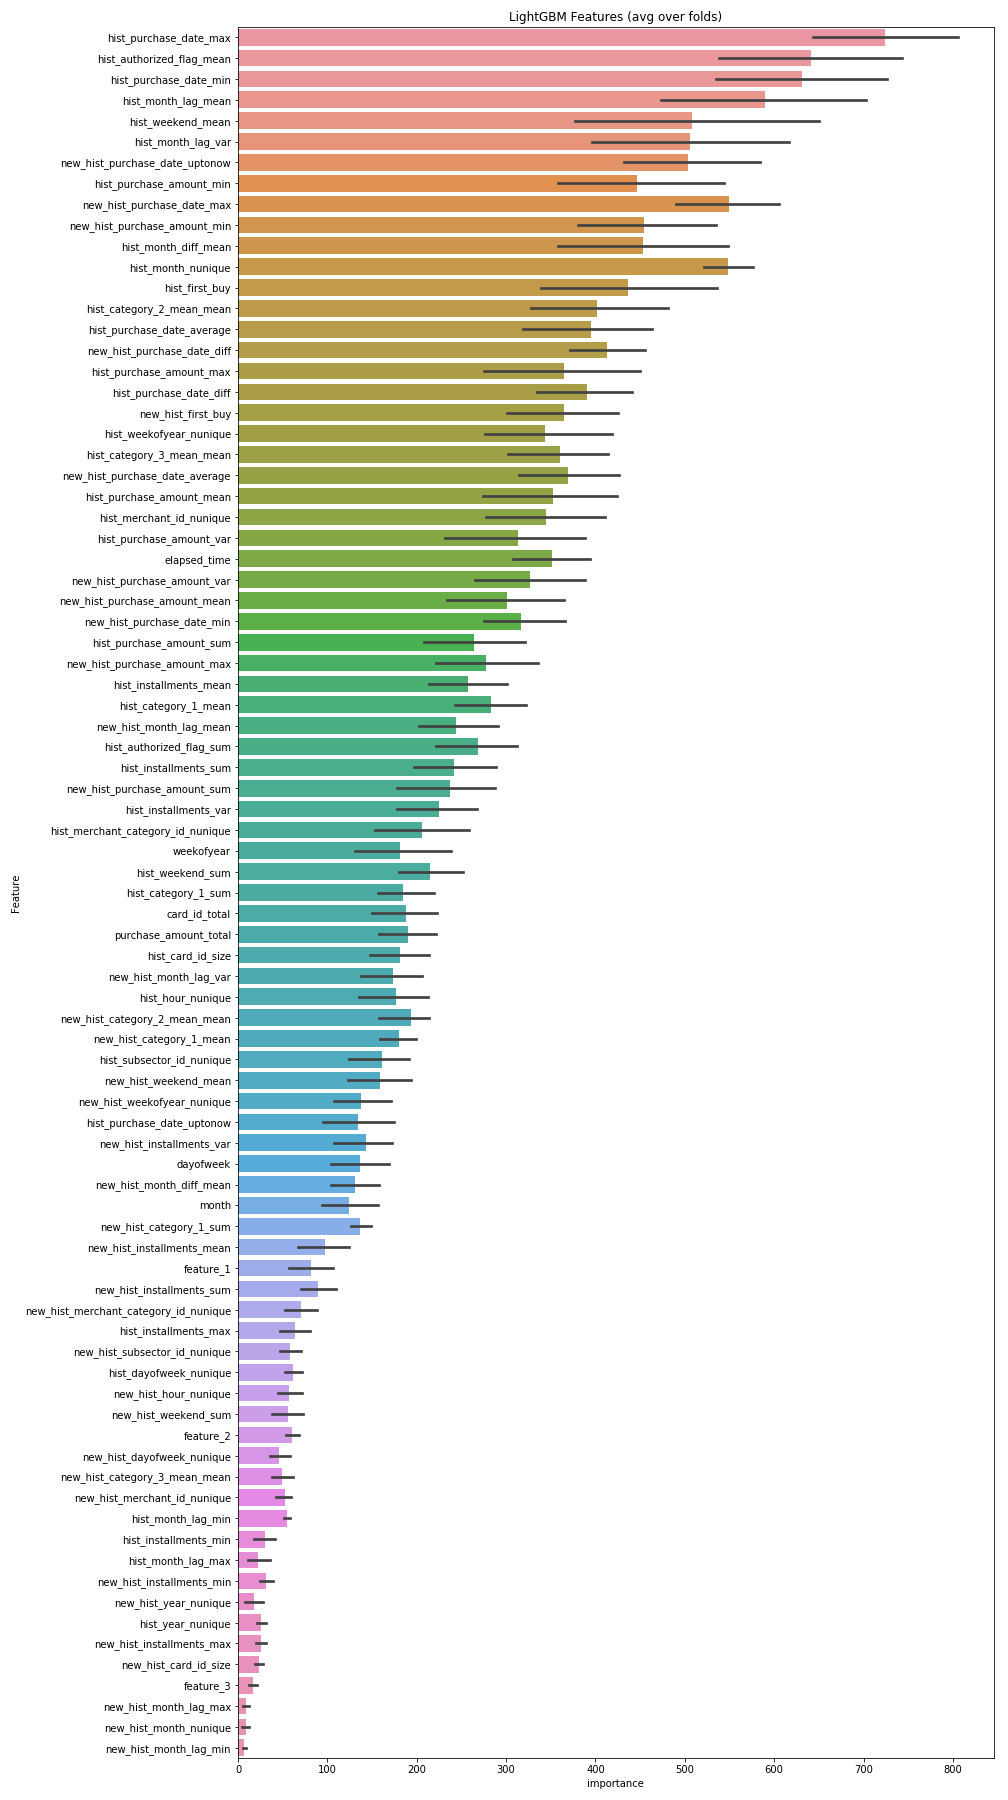 LightGBM Features (avg over folds)
hist_purchase_date_max
hist_authorized_flag_mean
hist_purchase_date_min
hist_month_lag_mean
hist_weekend_mean
hist_month_lag_var
new_hist_purchase_date_uptonow
hist_purchase_amount_min
new_hist_purchase_date_max
new_hist_purchase_amount_min
hist_month_diff_mean
hist_month_nunique
hist_first_buy
hist_category_2_mean_mean
hist_purchase_date_average
new_hist_purchase_date_diff
hist_purchase_amount_max
hist_purchase_date_diff
new_hist_first_buy
hist_weekofyear_nunique
hist_category_3_mean_mean
new_hist_purchase_date_average
hist_purchase_amount_mean
hist_merchant_id_nunique
hist_purchase_amount_var
elapsed_time
new_hist_purchase_amount_var
new_hist_purchase_amount_mean
new_hist_purchase_date_min
hist_purchase_amount_sum
new_hist_purchase_amount_max
hist_installments_mean
hist_category_1_mean
new_hist_month_lag_mean
hist_authorized_flag_sum
hist_installments_sum
new_hist_purchase_amount_sum
hist_installments_var
hist_merchant_category_id_nunique
weekofyear
hist_weekend_sum
hist_category_1_sum
card_id_total
purchase_amount_total
hist_card_id_size
new_hist_month_lag_var
hist_hour_nunique
new_hist_category_2_mean_mean
new_hist_category_1_mean
hist_subsector_id_nunique
new_hist_weekend_mean
new_hist_weekofyear_nunique
hist_purchase_date_uptonow
new_hist_installments_var
dayofweek
new_hist_month_diff_mean
month
new_hist_category_1_sum
new_hist_installments_mean
feature_1
new_hist_installments_sum
new_hist_merchant_category_id_nunique
hist_installments_max
new_hist_subsector_id_nunique
hist_dayofweek_nunique
new_hist_hour_nunique
new_hist_weekend_sum
feature_2
new_hist_dayofweek_nunique
new_hist_category_3_mean_mean
new_hist_merchant_id_nunique
hist_month_lag_min
hist_installments_min
hist_month_lag_max
new_hist_installments_min
new_hist_year_nunique
hist_year_nunique
new_hist_installments_max
new_hist_card_id_size
feature_3
new_hist_month_lag_max
new_hist_month_nunique
new_hist_month_lag_min
Feature
0 100 200 300 400 500 600 700 800
importance